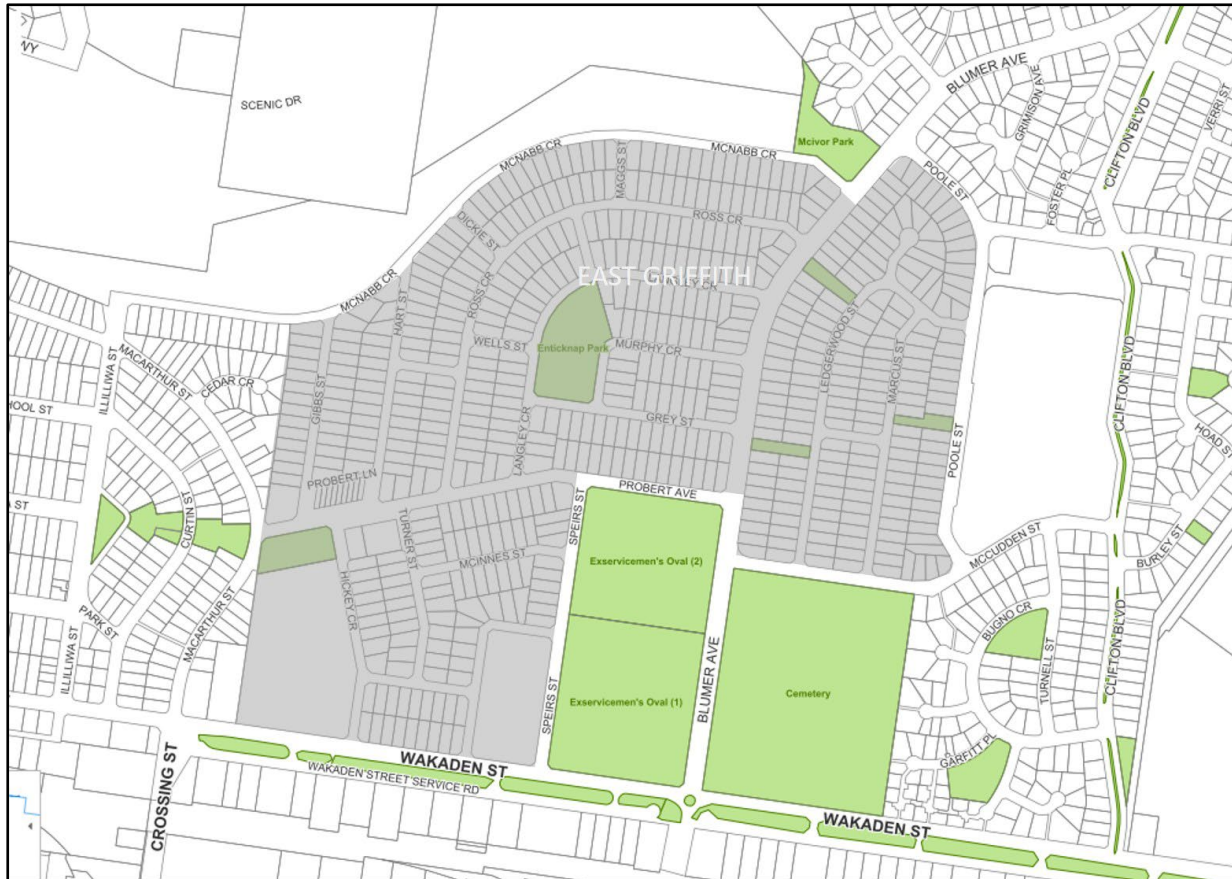 WY
SCENIC DR
BLUMER AVE
GRIMISON AVE
CLIFTON BLVD
VERRI ST
Mcivor Park
MCNABB CR
MCNABB CR
MAGGS ST
POOLE ST
FOSTER PL
ROSS CR
DICKIE ST
EAST GRIFFITH
MCNABB CR
HART ST
ROSS CR
LEDGERWOOD S
MACARTHUR ST
ILLILLIWA ST
CEDAR CR
GIBBS ST
WELLS ST
Enticknap Park
MURPHY CR
MARCUS ST
CLIFTON BLVD
HOOL ST
LANGLEY CR
GREY ST
POOLE ST
HOAD ST
PROBERT LN
PROBERT AVE
CURTIN ST
SPEIRS ST
TURNER ST
MCINNES ST
Exservicemen's Oval (2)
MCCUDDEN ST
BURLEY ST
HICKEY CR
PARK ST
MACARTHUR ST
BUGNO CR
TURNELL ST
ILLILLIWA ST
SPEIRS ST
Exservicemen's Oval (1)
BLUMER AVE
Cemetery
CLIFTON BLVD
GARFITT PL
CROSSING ST
WAKADEN ST
WAKADEN STREET SERVICE RD
WAKADEN ST